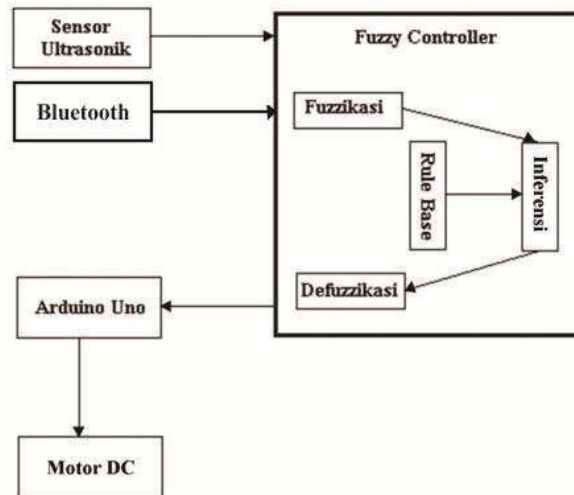 Sensor
Ultrasonik
Bluetooth
Fuzzy Controller
Fuzzikasi
Rule Base
Inferensi
Defuzzikasi
Arduino Uno
Motor DC